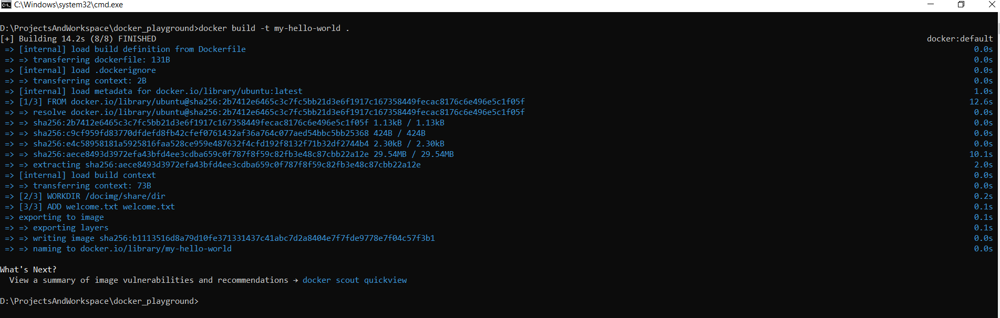 C:\Windows\system32\cmd.exe
D:\ProjectsAndWorkspace\docker_playground>docker build -t my-hello-world .
[+] Building 14.2s (8/8) FINISHED docker:default
=> [internal] load build definition from Dockerfile 0.0s
=> => transferring dockerfile: 131B 0.0s
=> [internal] load .dockerignore 0.0s
=> => transferring context: 2B 0.0s
=> [internal] load metadata for docker.io/library/ubuntu:latest 1.0s
=> [1/3] FROM docker.io/library/ubuntu@sha256:2b7412e6465c3c7fc5bb21d3e6f1917c167358449fecac8176c6e496e5c1f05f 12.6s
=> => resolve docker.io/library/ubuntu@sha256:2b7412e6465c3c7fc5bb21d3e6f1917c167358449fecac8176c6e496e5c1f05f 0.0s
=> => sha256:2b7412e6465c3c7fc5bb21d3e6f1917c167358449fecac8176c6e496e5c1f05f 1.13kB / 1.13kB 0.0s
=> => sha256:c9cf959fd83770dfdefd8fb42cfef0761432af36a764c077aed54bbc5bb25368 424B / 424B 0.0s
=> => sha256:e4c58958181a5925816faa528ce959e487632f4cfd192f8132f71b32df2744b4 2.30kB / 2.30kB 0.0s
=> => sha256:aece8493d3972efa43bfd4ee3cdba659c0f787f8f59c82fb3e48c87cbb22a12e 29.54MB / 29.54MB 10.1s
=> => extracting sha256:aece8493d3972efa43bfd4ee3cdba659c0f787f8f59c82fb3e48c87cbb22a12e 2.0s
=> [internal] load build context 0.0s
=> => transferring context: 73B 0.0s
=> [2/3] WORKDIR /docimg/share/dir 0.2s
=> [3/3] ADD welcome.txt welcome.txt 0.1s
=> exporting to image 0.1s
=> => exporting layers 0.1s
=> => writing image sha256:b1113516d8a79d10fe371331437c41abc7d2a8404e7f7fde9778e7f04c57f3b1 0.0s
=> => naming to docker.io/library/my-hello-world 0.0s
What's Next?
View a summary of image vulnerabilities and recommendations → docker scout quickview
D:\ProjectsAndWorkspace\docker_playground>